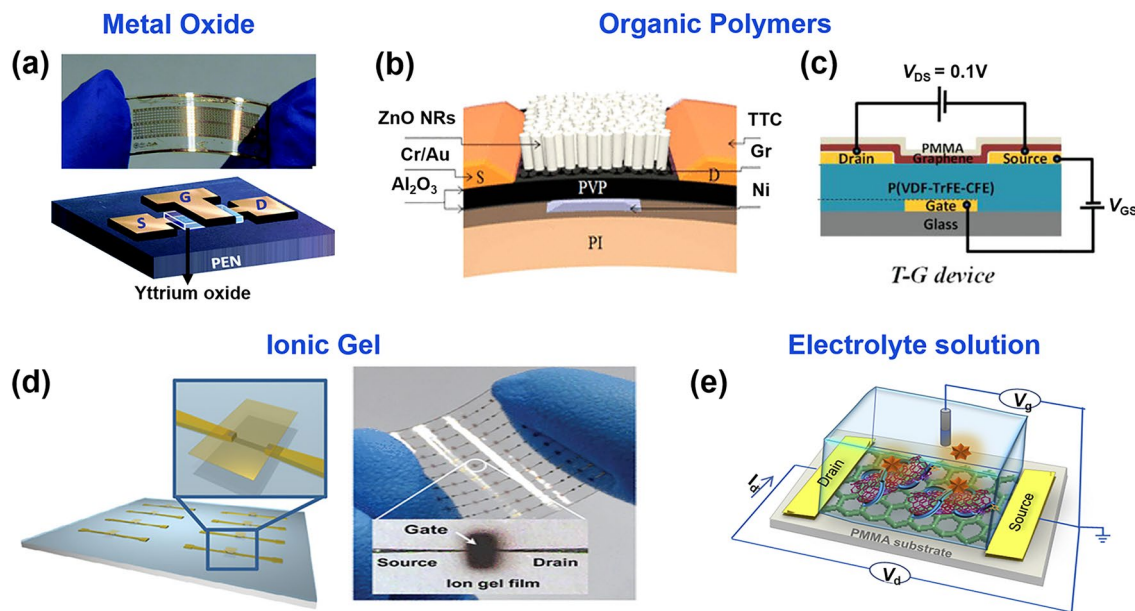 Metal Oxide
Organic Polymers
(a)
G
S
D
PEN
Yttrium oxide
(b)
ZnO NRs
Cr/Au
Al₂O₃
TTC
Gr
Ni
S
D
PVP
PI
(c)
V_DS = 0.1V
PMMA
Drain Graphene Source
P(VDF-TrFE-CFE)
Gate
Glass
V_GS
T-G device
Ionic Gel
Electrolyte solution
(d)
Gate
Source Drain
Ion gel film
(e)
V_g
Drain
I_d
Source
PMMA substrate
V_d